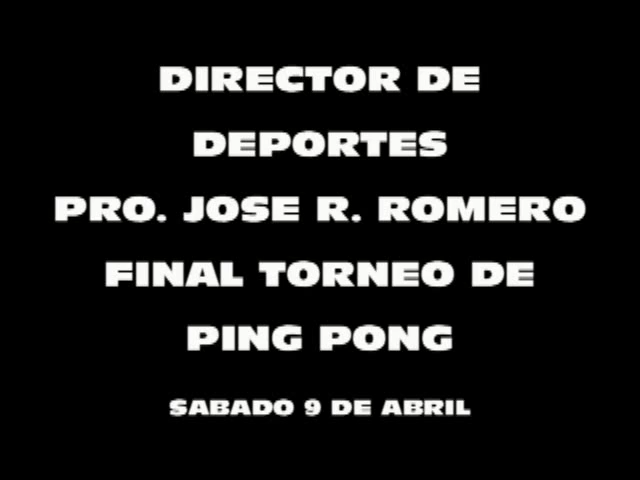 DIRECTOR DE
DEPORTES
PRO. JOSE R. ROMERO
FINAL TORNEO DE
PING PONG
SABADO 9 DE ABRIL